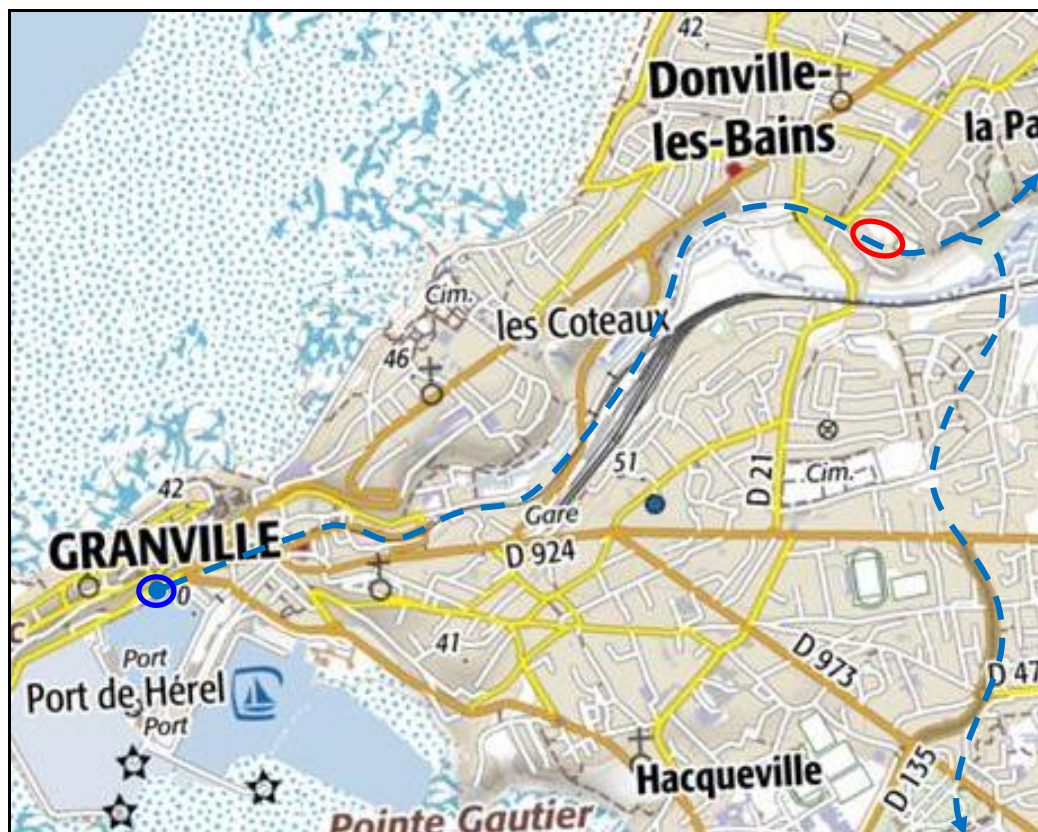 42
Donville-
les-Bains
la Pa
Cim.
les Coteaux
46
51
D 21
Cim.
42
Gare
GRANVILLE
D 924
0
41
C
Port
D 973
D 47
Port de Hérel
Port
D 135
Hacqueville
Pointe Gautier